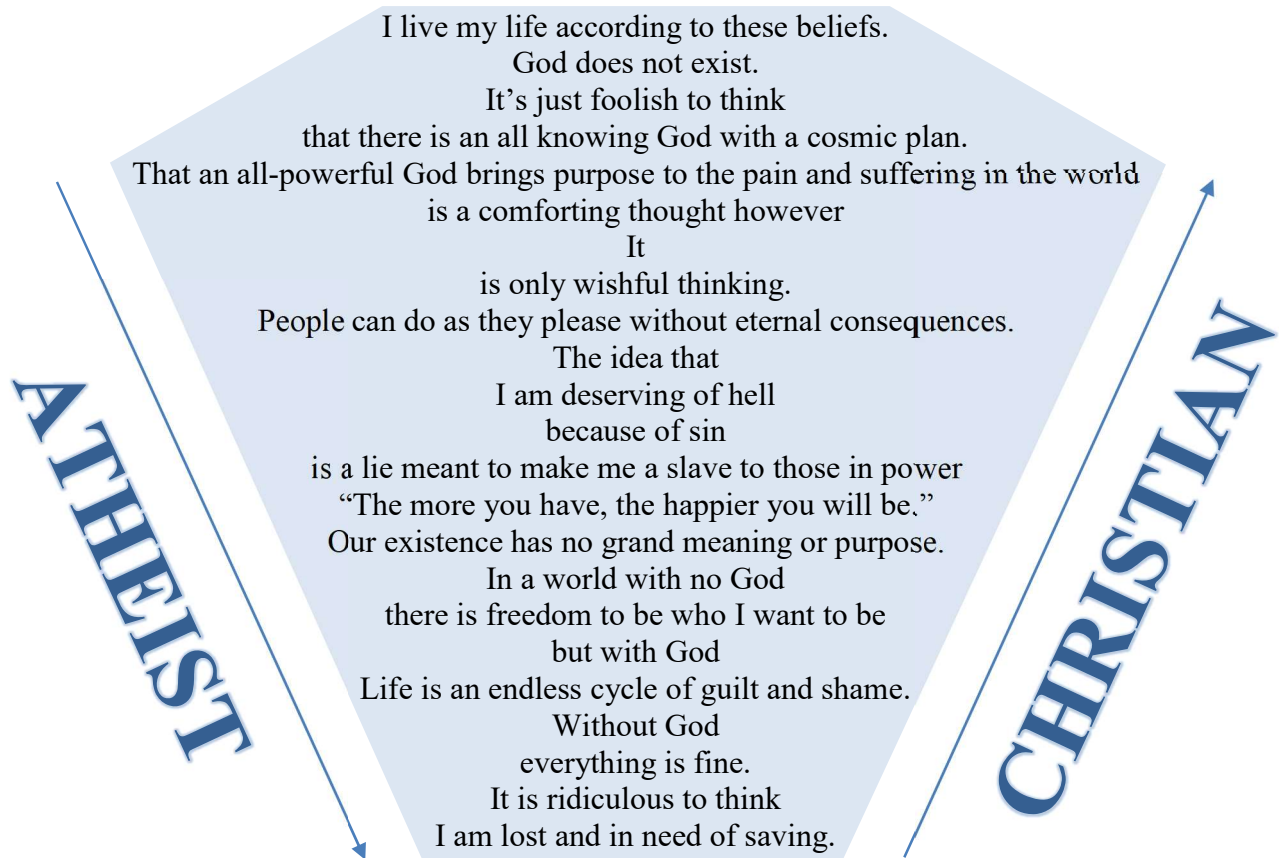 I live my life according to these beliefs.
God does not exist.
It’s just foolish to think
that there is an all knowing God with a cosmic plan.
That an all-powerful God brings purpose to the pain and suffering in the world
is a comforting thought however
It
is only wishful thinking.
People can do as they please without eternal consequences.
The idea that
I am deserving of hell
because of sin
is a lie meant to make me a slave to those in power
“The more you have, the happier you will be.”
Our existence has no grand meaning or purpose.
In a world with no God
there is freedom to be who I want to be
but with God
Life is an endless cycle of guilt and shame.
Without God
everything is fine.
It is ridiculous to think
I am lost and in need of saving.
ATHEIST
CHRISTIAN